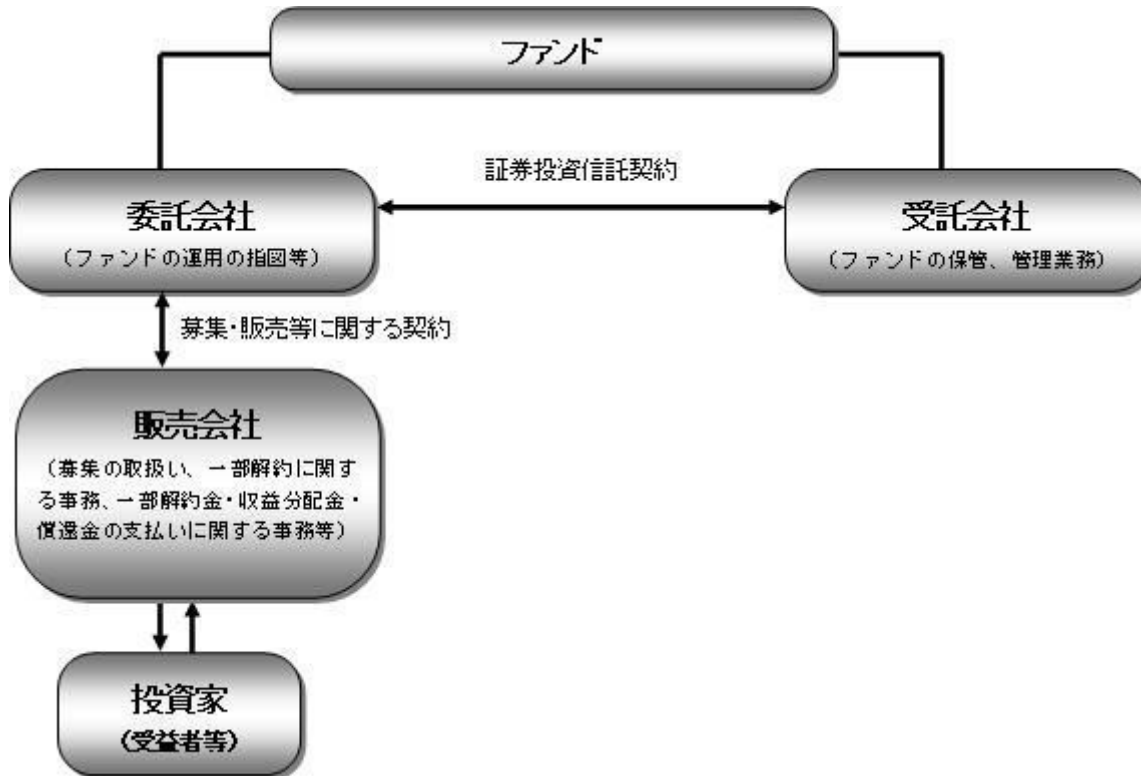 ファンド
証券投資信託契約
委託会社
(ファンドの運用の指図等)
受託会社
(ファンドの保管、管理業務)
募集・販売等に関する契約
販売会社
(募集の取扱い、一部解約に関す
る事務、一部解約金・収益分配金・
償還金の支払いに関する事務等)
投資家
(受益者等)